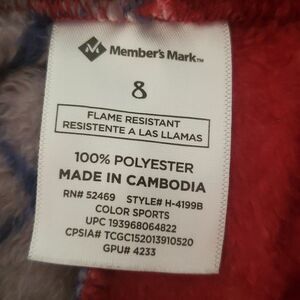 Member's Mark™
8
FLAME RESISTANT
RESISTENTE A LAS LLAMAS
100% POLYESTER
MADE IN CAMBODIA
RN# 52469 STYLE# H-4199B
COLOR SPORTS
UPC 193968064822
CPSIA# TCGC152013910520
GPU# 4233